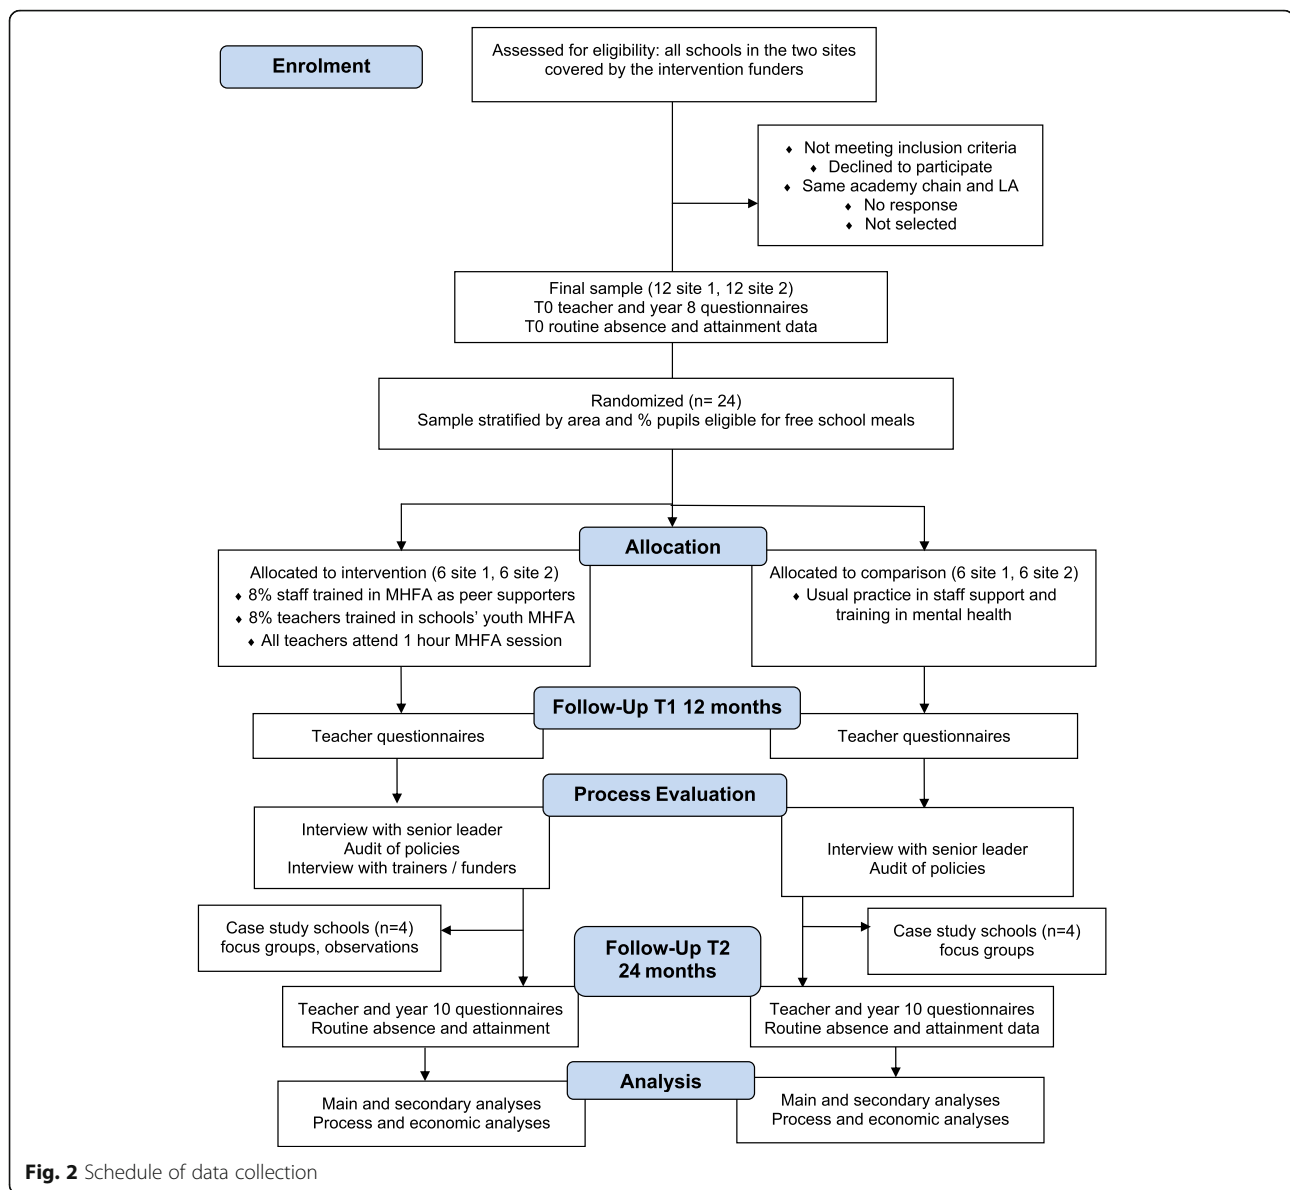 Enrolment
Assessed for eligibility: all schools in the two sites
covered by the intervention funders
♦ Not meeting inclusion criteria
♦ Declined to participate
♦ Same academy chain and LA
♦ No response
♦ Not selected
Final sample (12 site 1, 12 site 2)
T0 teacher and year 8 questionnaires
T0 routine absence and attainment data
Randomized (n= 24)
Sample stratified by area and % pupils eligible for free school meals
Allocation
Allocated to intervention (6 site 1, 6 site 2)
♦ 8% staff trained in MHFA as peer supporters
♦ 8% teachers trained in schools’ youth MHFA
♦ All teachers attend 1 hour MHFA session
Allocated to comparison (6 site 1, 6 site 2)
♦ Usual practice in staff support and
training in mental health
Follow-Up T1 12 months
Teacher questionnaires
Teacher questionnaires
Process Evaluation
Interview with senior leader
Audit of policies
Interview with trainers / funders
Interview with senior leader
Audit of policies
Case study schools (n=4)
focus groups, observations
Case study schools (n=4)
focus groups
Follow-Up T2
24 months
Teacher and year 10 questionnaires
Routine absence and attainment
Teacher and year 10 questionnaires
Routine absence and attainment data
Analysis
Main and secondary analyses
Process and economic analyses
Main and secondary analyses
Process and economic analyses
Fig. 2 Schedule of data collection